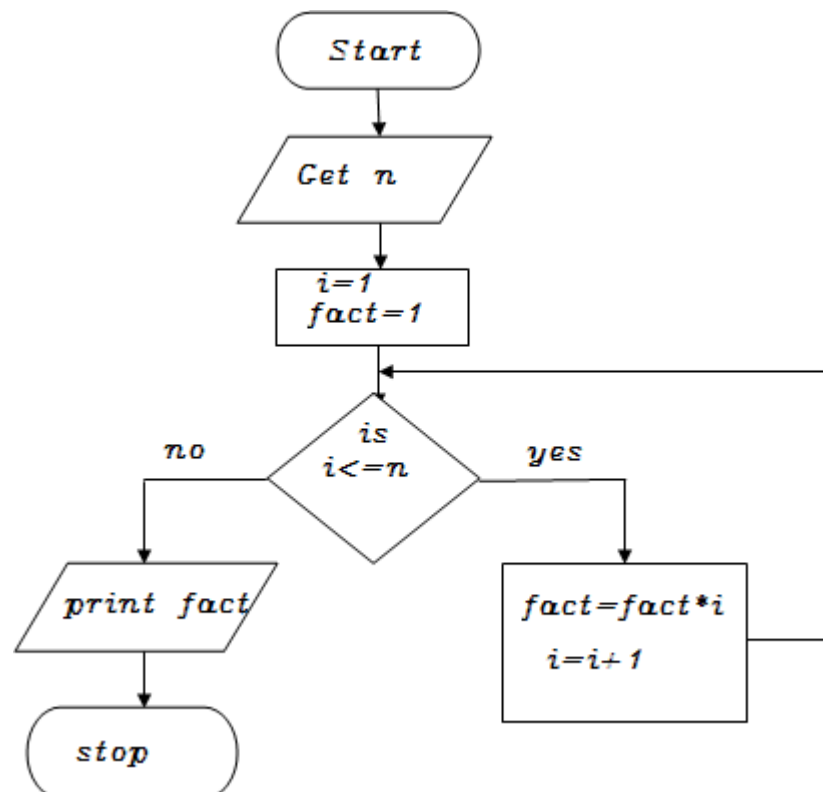 Start
Get n
i=1
fact=1
is
i<=n
no
yes
print fact
fact=fact*i
i=i+1
stop